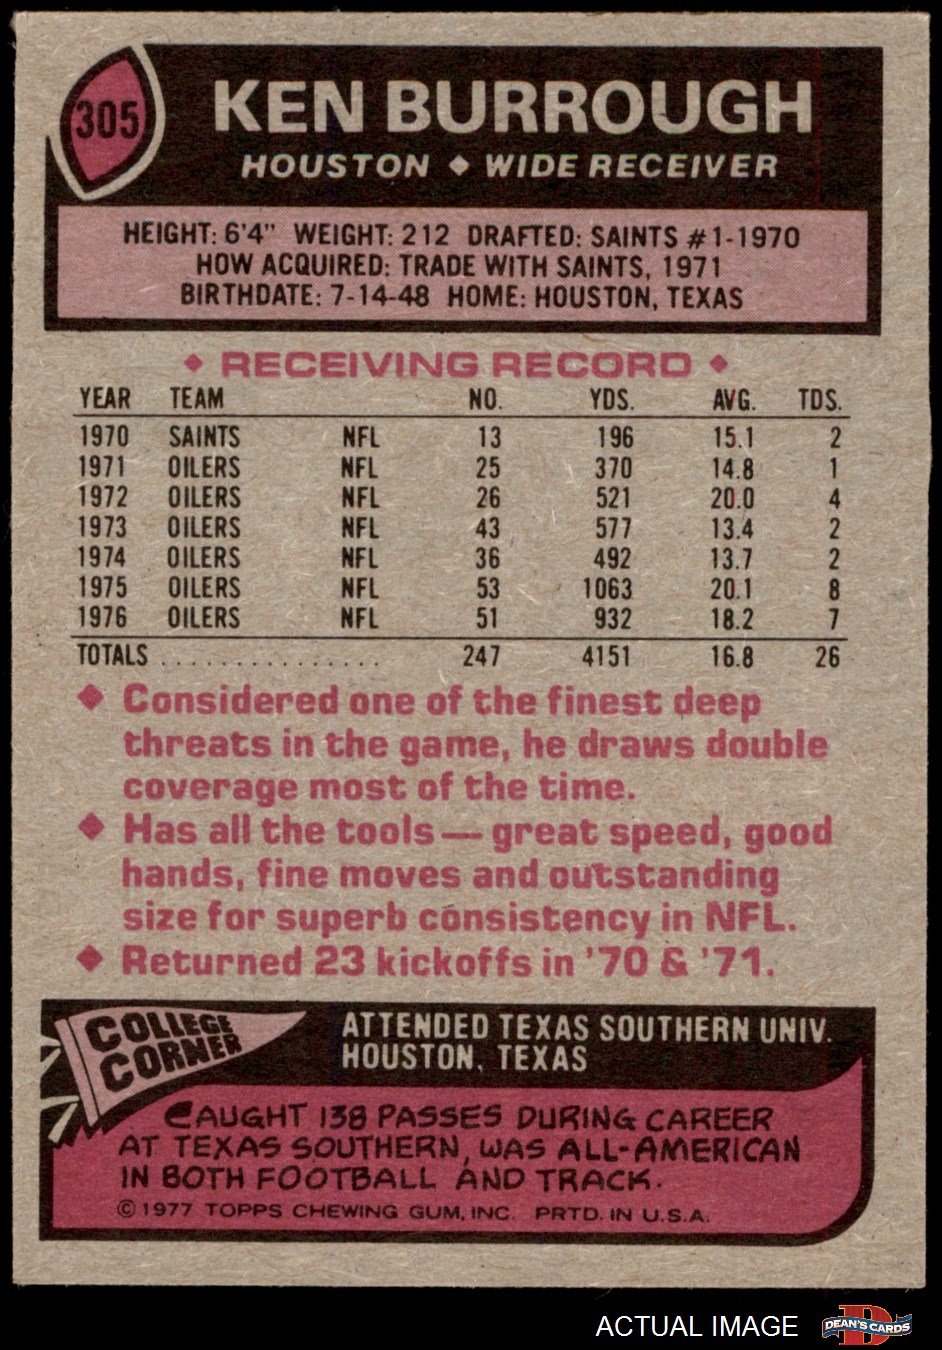 305
KEN BURROUGH
HOUSTON ◆ WIDE RECEIVER
HEIGHT: 6'4" WEIGHT: 212 DRAFTED: SAINTS #1-1970
HOW ACQUIRED: TRADE WITH SAINTS, 1971
BIRTHDATE: 7-14-48 HOME: HOUSTON, TEXAS
◆ RECEIVING RECORD ◆
YEAR TEAM NO. YDS. AVG. TDS.
1970 SAINTS NFL 13 196 15.1 2
1971 OILERS NFL 25 370 14.8 1
1972 OILERS NFL 26 521 20.0 4
1973 OILERS NFL 43 577 13.4 2
1974 OILERS NFL 36 492 13.7 2
1975 OILERS NFL 53 1063 20.1 8
1976 OILERS NFL 51 932 18.2 7
TOTALS ................ 247 4151 16.8 26
◆ Considered one of the finest deep
threats in the game, he draws double
coverage most of the time.
◆ Has all the tools — great speed, good
hands, fine moves and outstanding
size for superb consistency in NFL.
◆ Returned 23 kickoffs in '70 & '71.
COLLEGE
CORNER
ATTENDED TEXAS SOUTHERN UNIV.
HOUSTON, TEXAS
CAUGHT 138 PASSES DURING CAREER
AT TEXAS SOUTHERN, WAS ALL-AMERICAN
IN BOTH FOOTBALL AND TRACK.
© 1977 TOPPS CHEWING GUM, INC. PRTD. IN U.S.A.
ACTUAL IMAGE
D
DEAN'S CARDS